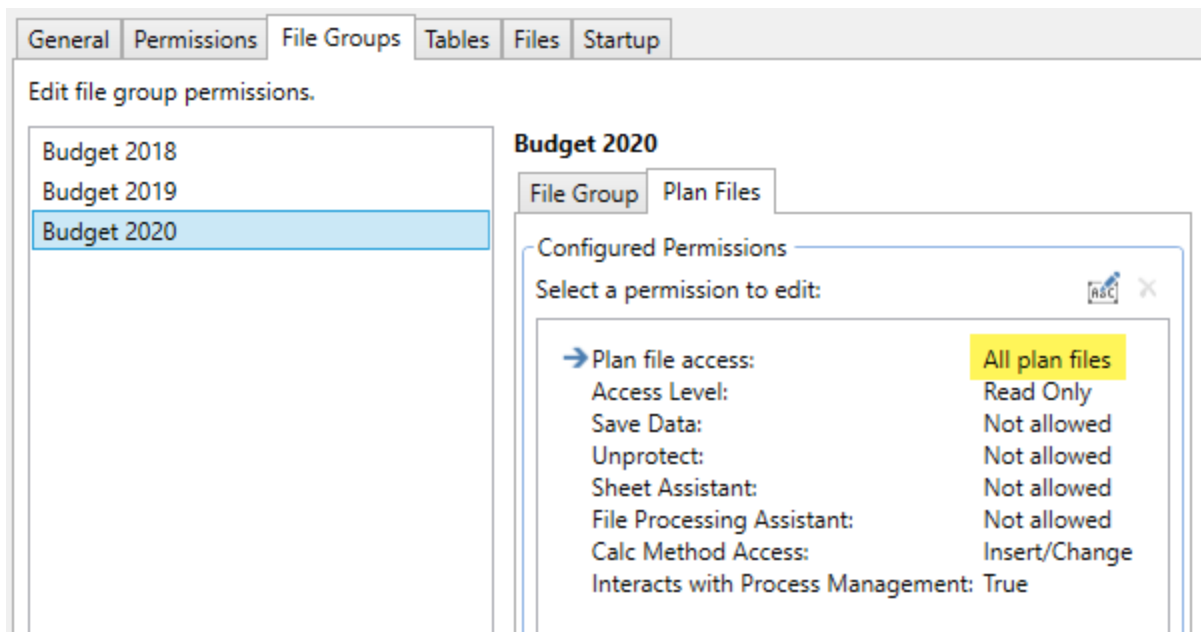 General Permissions File Groups Tables Files Startup
Edit file group permissions.
Budget 2018
Budget 2019
Budget 2020
Budget 2020
File Group Plan Files
Configured Permissions
Select a permission to edit:
ABC
Plan file access: All plan files
Access Level: Read Only
Save Data: Not allowed
Unprotect: Not allowed
Sheet Assistant: Not allowed
File Processing Assistant: Not allowed
Calc Method Access: Insert/Change
Interacts with Process Management: True